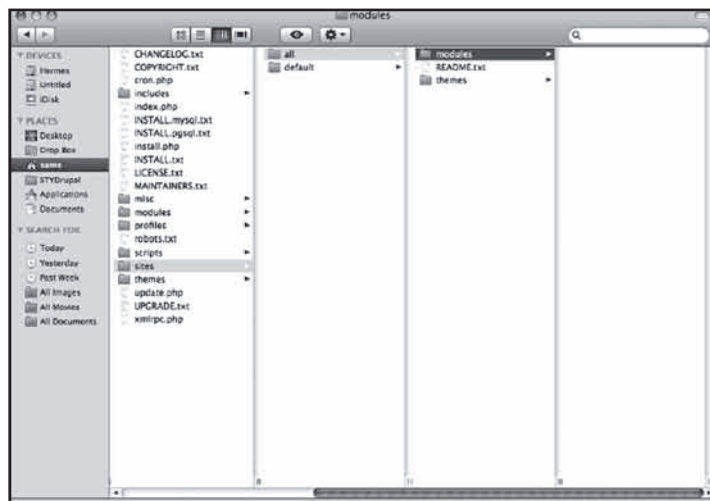 modules
DEVICES
Hermes
Untitled
iDisk
PLACES
Desktop
Drop Box
same
STYDrupal
Applications
Documents
SEARCH FOR
Today
Yesterday
Past Week
All Images
All Movies
All Documents
CHANGELOG.txt
COPYRIGHT.txt
cron.php
includes
index.php
INSTALL.mysql.txt
INSTALL.pgsql.txt
install.php
INSTALL.txt
LICENSE.txt
MAINTAINERS.txt
misc
modules
profiles
robots.txt
scripts
sites
themes
update.php
UPGRADE.txt
xmlrpc.php
all
default
modules
README.txt
themes